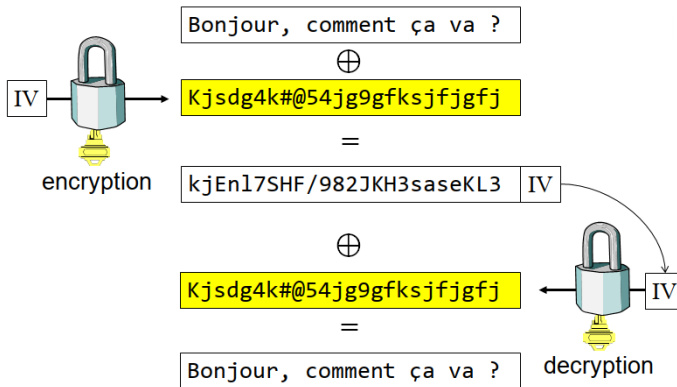 Bonjour, comment ça va ?
⊕
IV
Kjsdg4k#@54jg9gfksjfjgfj
=
encryption
kjEnl7SHF/982JKH3saseKL3 IV
⊕
Kjsdg4k#@54jg9gfksjfjgfj
IV
=
decryption
Bonjour, comment ça va ?